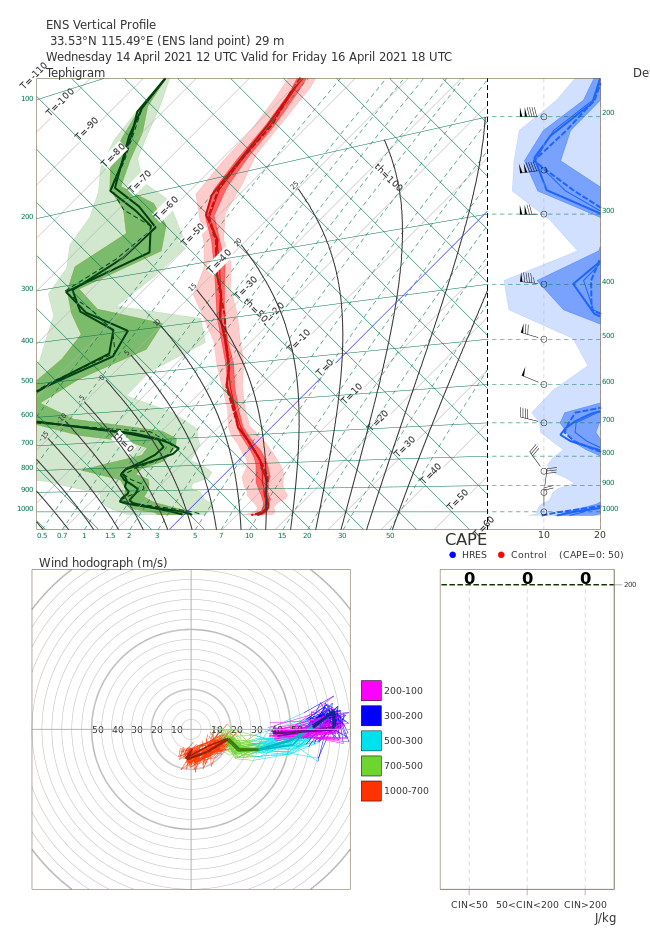 ENS Vertical Profile
33.53°N 115.49°E (ENS land point) 29 m
Wednesday 14 April 2021 12 UTC Valid for Friday 16 April 2021 18 UTC
Tephigram De
T=-110
T=-100
T=-90
T=-80
T=-70
T=-60
T=-50
T=-40
T=-30
T=-20
T=-10
T=0
T=10
T=20
T=30
T=40
T=50
T=60
th=100
th=50
th=0
25
20
15
10
5
0
-5
-10
-15
100
200
300
400
500
600
700
800
900
1000
200
300
400
500
600
700
800
900
1000
0.5 0.7 1 1.5 2 3 5 7 10 15 20 30 50
10 20
CAPE
HRES Control (CAPE=0: 50)
Wind hodograph (m/s)
0 0 0
200
50 40 30 20 10 10 20 30
200-100
300-200
500-300
700-500
1000-700
CIN<50 50<CIN<200 CIN>200
J/kg